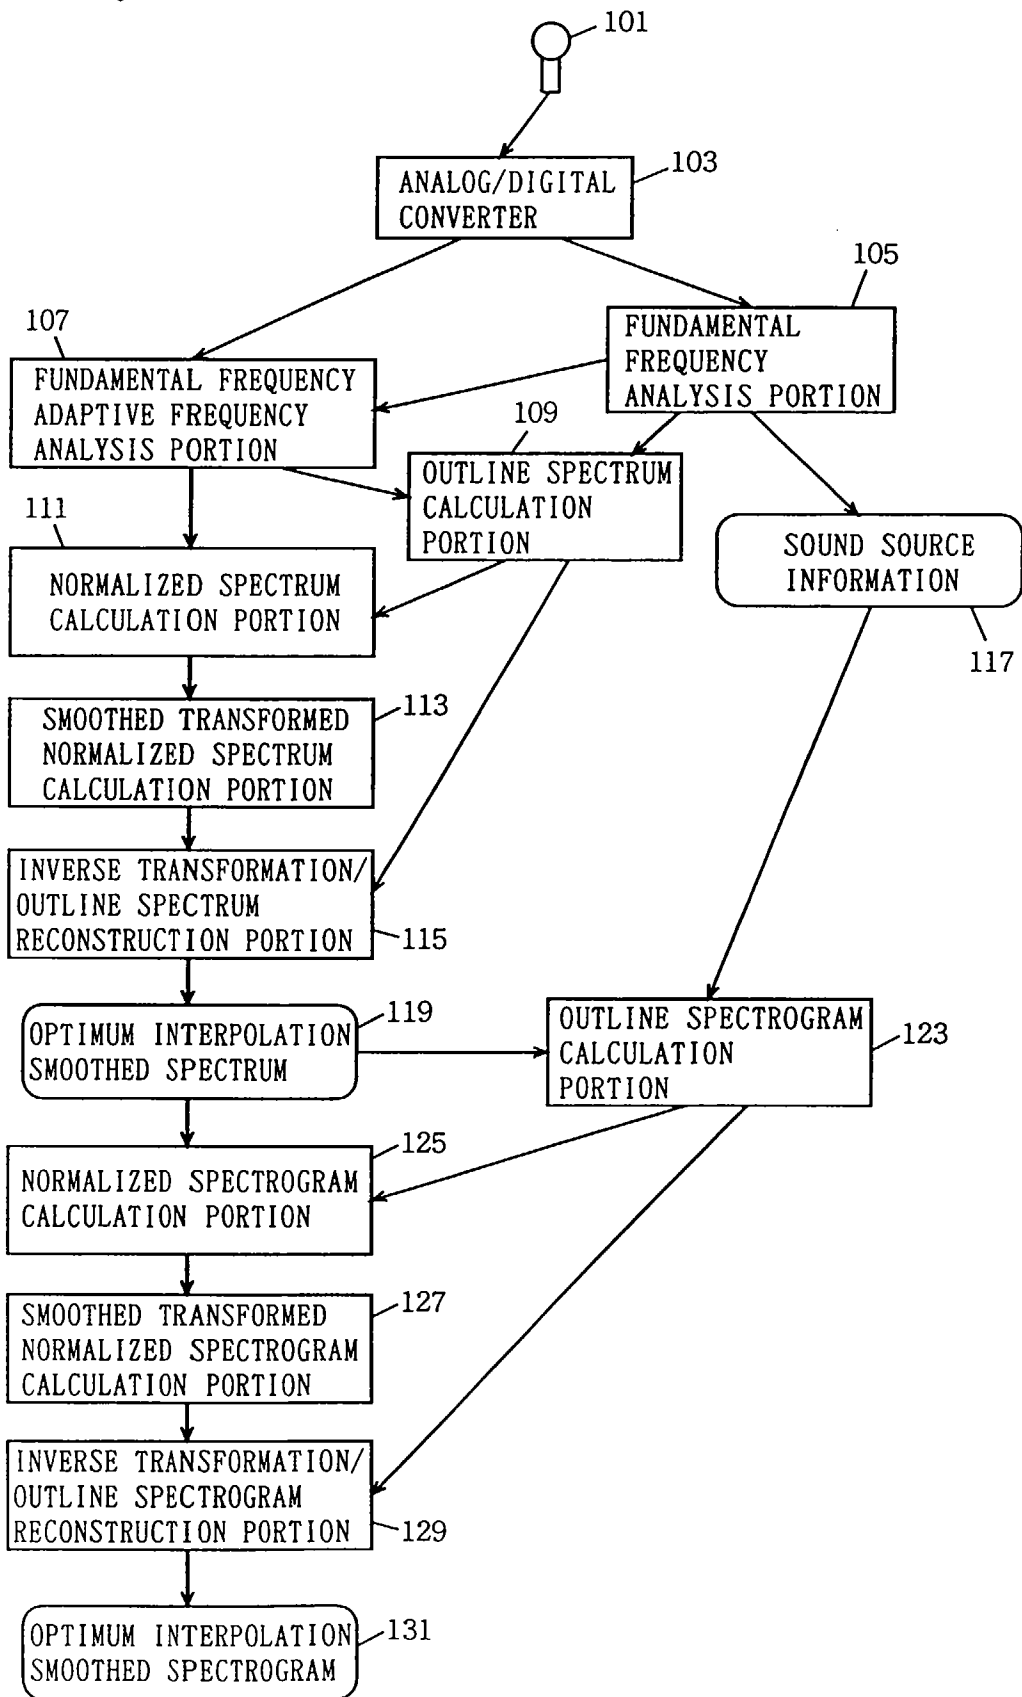 101
ANALOG/DIGITAL
CONVERTER
103
105
FUNDAMENTAL
FREQUENCY
ANALYSIS PORTION
107
FUNDAMENTAL FREQUENCY
ADAPTIVE FREQUENCY
ANALYSIS PORTION
109
OUTLINE SPECTRUM
CALCULATION
PORTION
111
NORMALIZED SPECTRUM
CALCULATION PORTION
SOUND SOURCE
INFORMATION
117
SMOOTHED TRANSFORMED
NORMALIZED SPECTRUM
CALCULATION PORTION
113
INVERSE TRANSFORMATION/
OUTLINE SPECTRUM
RECONSTRUCTION PORTION
115
OPTIMUM INTERPOLATION
SMOOTHED SPECTRUM
119
OUTLINE SPECTROGRAM
CALCULATION
PORTION
123
125
NORMALIZED SPECTROGRAM
CALCULATION PORTION
SMOOTHED TRANSFORMED
NORMALIZED SPECTROGRAM
CALCULATION PORTION
127
INVERSE TRANSFORMATION/
OUTLINE SPECTROGRAM
RECONSTRUCTION PORTION
129
OPTIMUM INTERPOLATION
SMOOTHED SPECTROGRAM
131